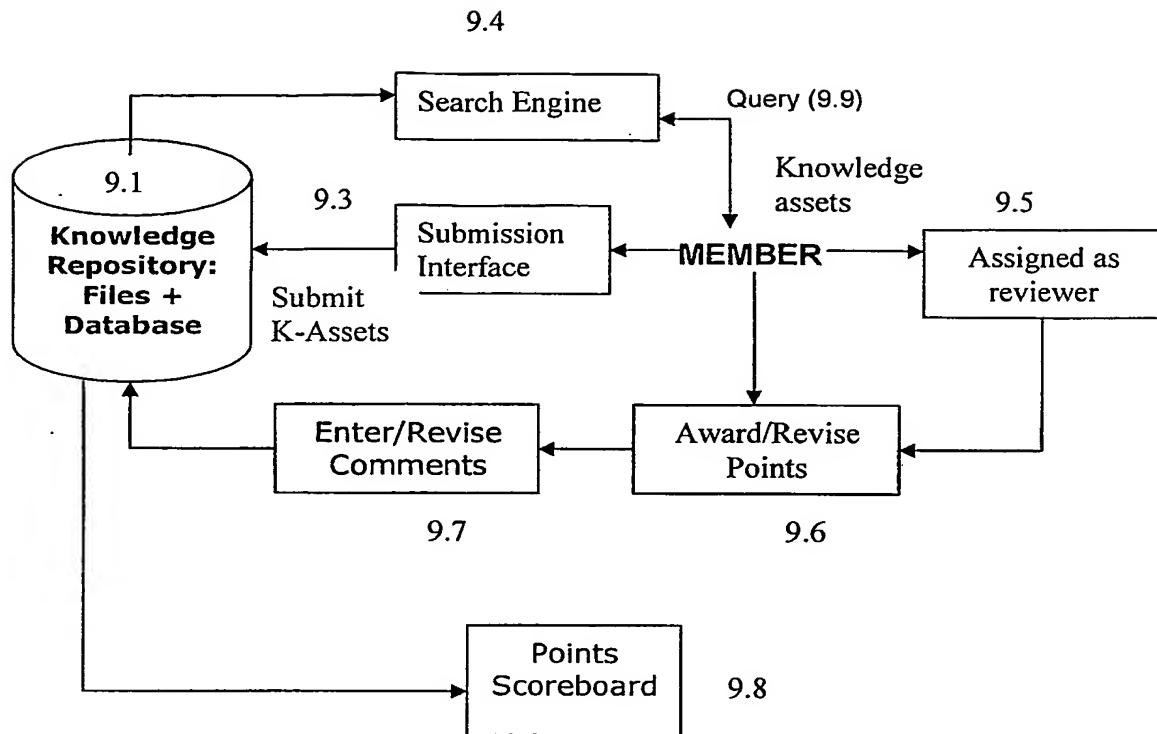 9.4
Search Engine
Query (9.9)
9.1
Knowledge
Repository:
Files +
Database
9.3
Submission
Interface
Submit
K-Assets
Knowledge
assets
MEMBER
9.5
Assigned as
reviewer
Enter/Revise
Comments
9.7
Award/Revise
Points
9.6
Points
Scoreboard
9.8